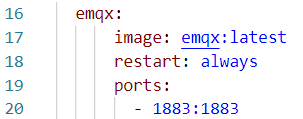 16 emqx:
17 image: emqx:latest
18 restart: always
19 ports:
20 - 1883:1883